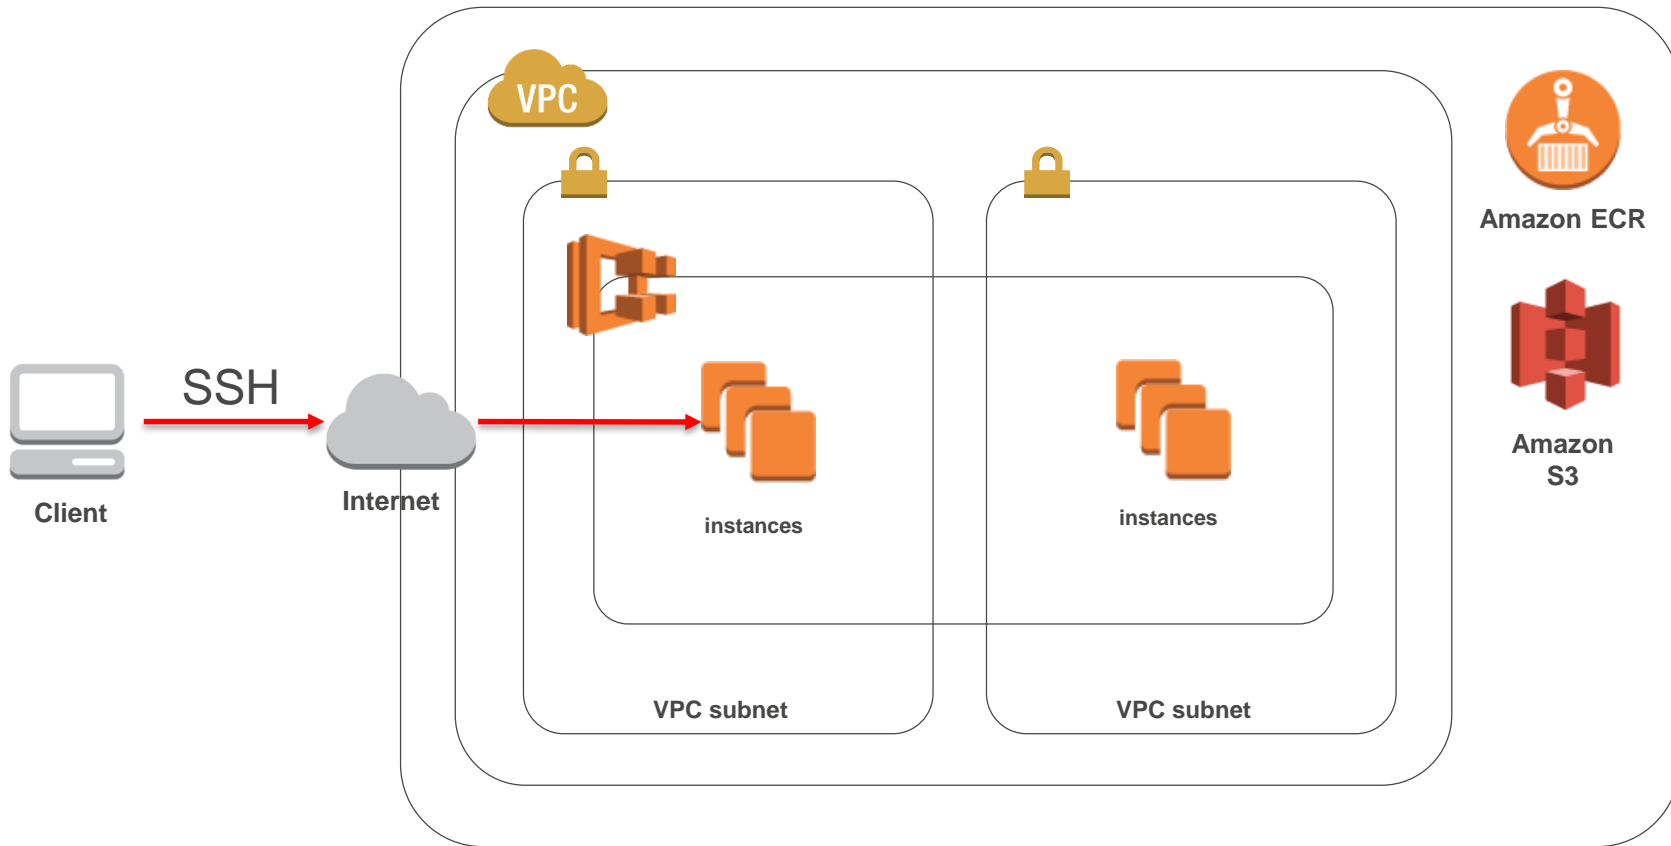 VPC
Amazon ECR
SSH
Client
Internet
instances
instances
Amazon
S3
VPC subnet
VPC subnet